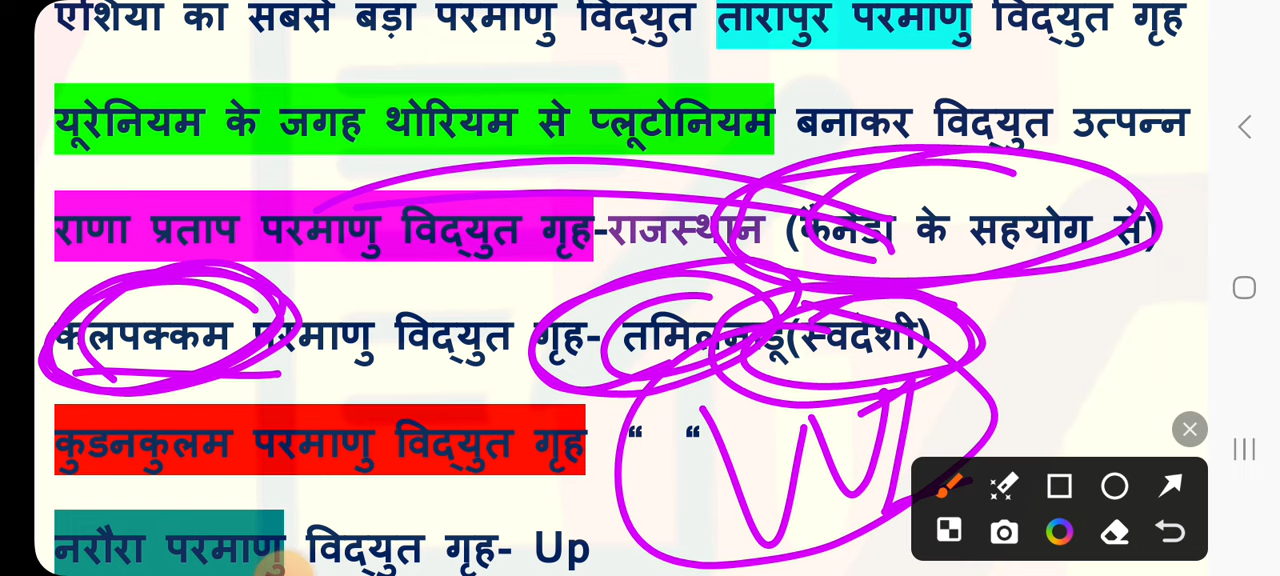 एशिया का सबसे बड़ा परमाणु विद्युत तारापुर परमाणु विद्युत गृह
यूरेनियम के जगह थोरियम से प्लूटोनियम बनाकर विद्युत उत्पन्न
राणा प्रताप परमाणु विद्युत गृह-राजस्थान (कैनेडा के सहयोग से)
कलपक्कम परमाणु विद्युत गृह- तमिलनाडू(स्वदेशी)
कुडनकुलम परमाणु विद्युत गृह “ “
नरौरा परमाणु विद्युत गृह- Up